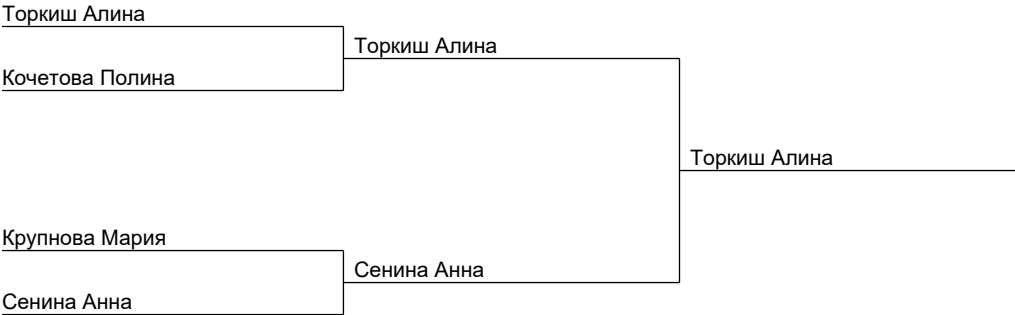 Торкиш Алина
Торкиш Алина
Кочетова Полина
Торкиш Алина
Крупнова Мария
Сенина Анна
Сенина Анна